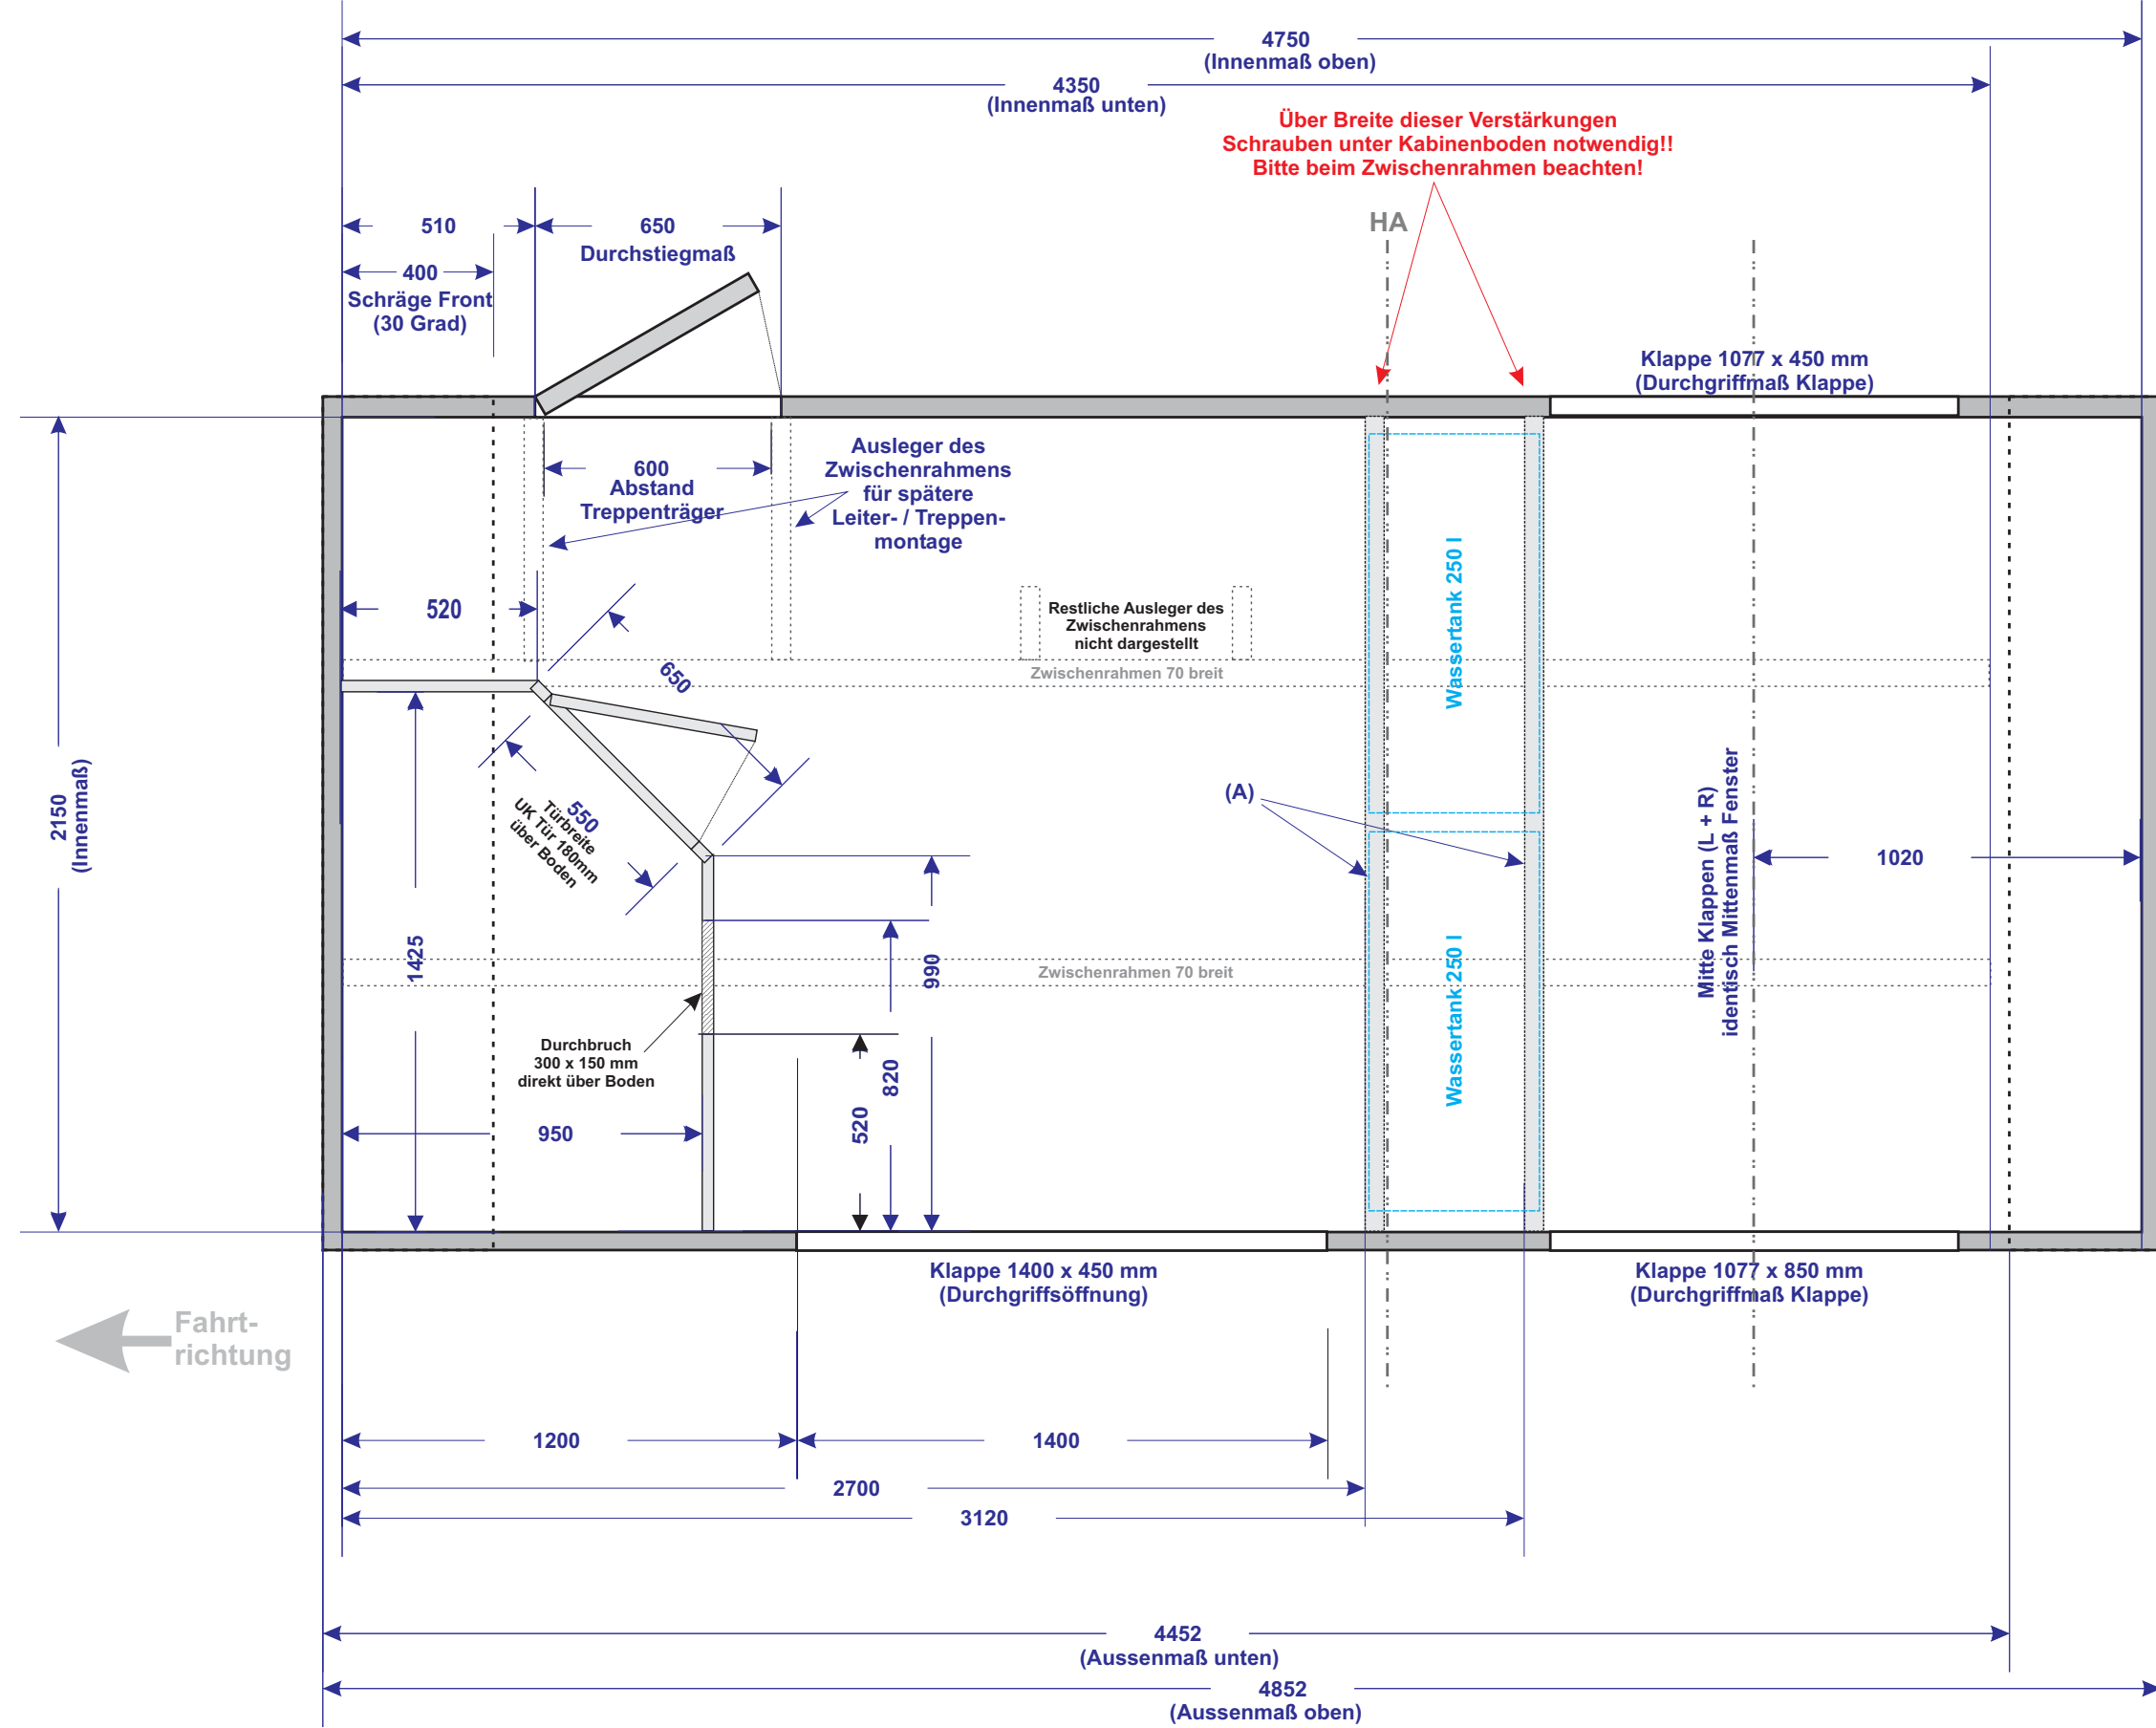 4750
(Innenmaß oben)
4350
(Innenmaß unten)
Über Breite dieser Verstärkungen
Schrauben unter Kabinenboden notwendig!!
Bitte beim Zwischenrahmen beachten!
510
650
Durchstiegmaß
HA
400
Schräge Front
(30 Grad)
Klappe 1077 x 450 mm
(Durchgriffmaß Klappe)
600
Abstand
Treppenträger
Ausleger des
Zwischenrahmens
für spätere
Leiter- / Treppen-
montage
520
Restliche Ausleger des
Zwischenrahmens
nicht dargestellt
Wassertank 250 l
Zwischenrahmen 70 breit
650
2150
(Innenmaß)
550
Türbreite
UK Tür 180mm
über Boden
(A)
Mitte Klappen (L + R)
identisch Mittenmaß Fenster
1020
1425
990
Zwischenrahmen 70 breit
Wassertank 250 l
Durchbruch
300 x 150 mm
direkt über Boden
820
520
950
Klappe 1400 x 450 mm
(Durchgriffsöffnung)
Klappe 1077 x 850 mm
(Durchgriffmaß Klappe)
Fahrt-
richtung
1200
1400
2700
3120
4452
(Aussenmaß unten)
4852
(Aussenmaß oben)